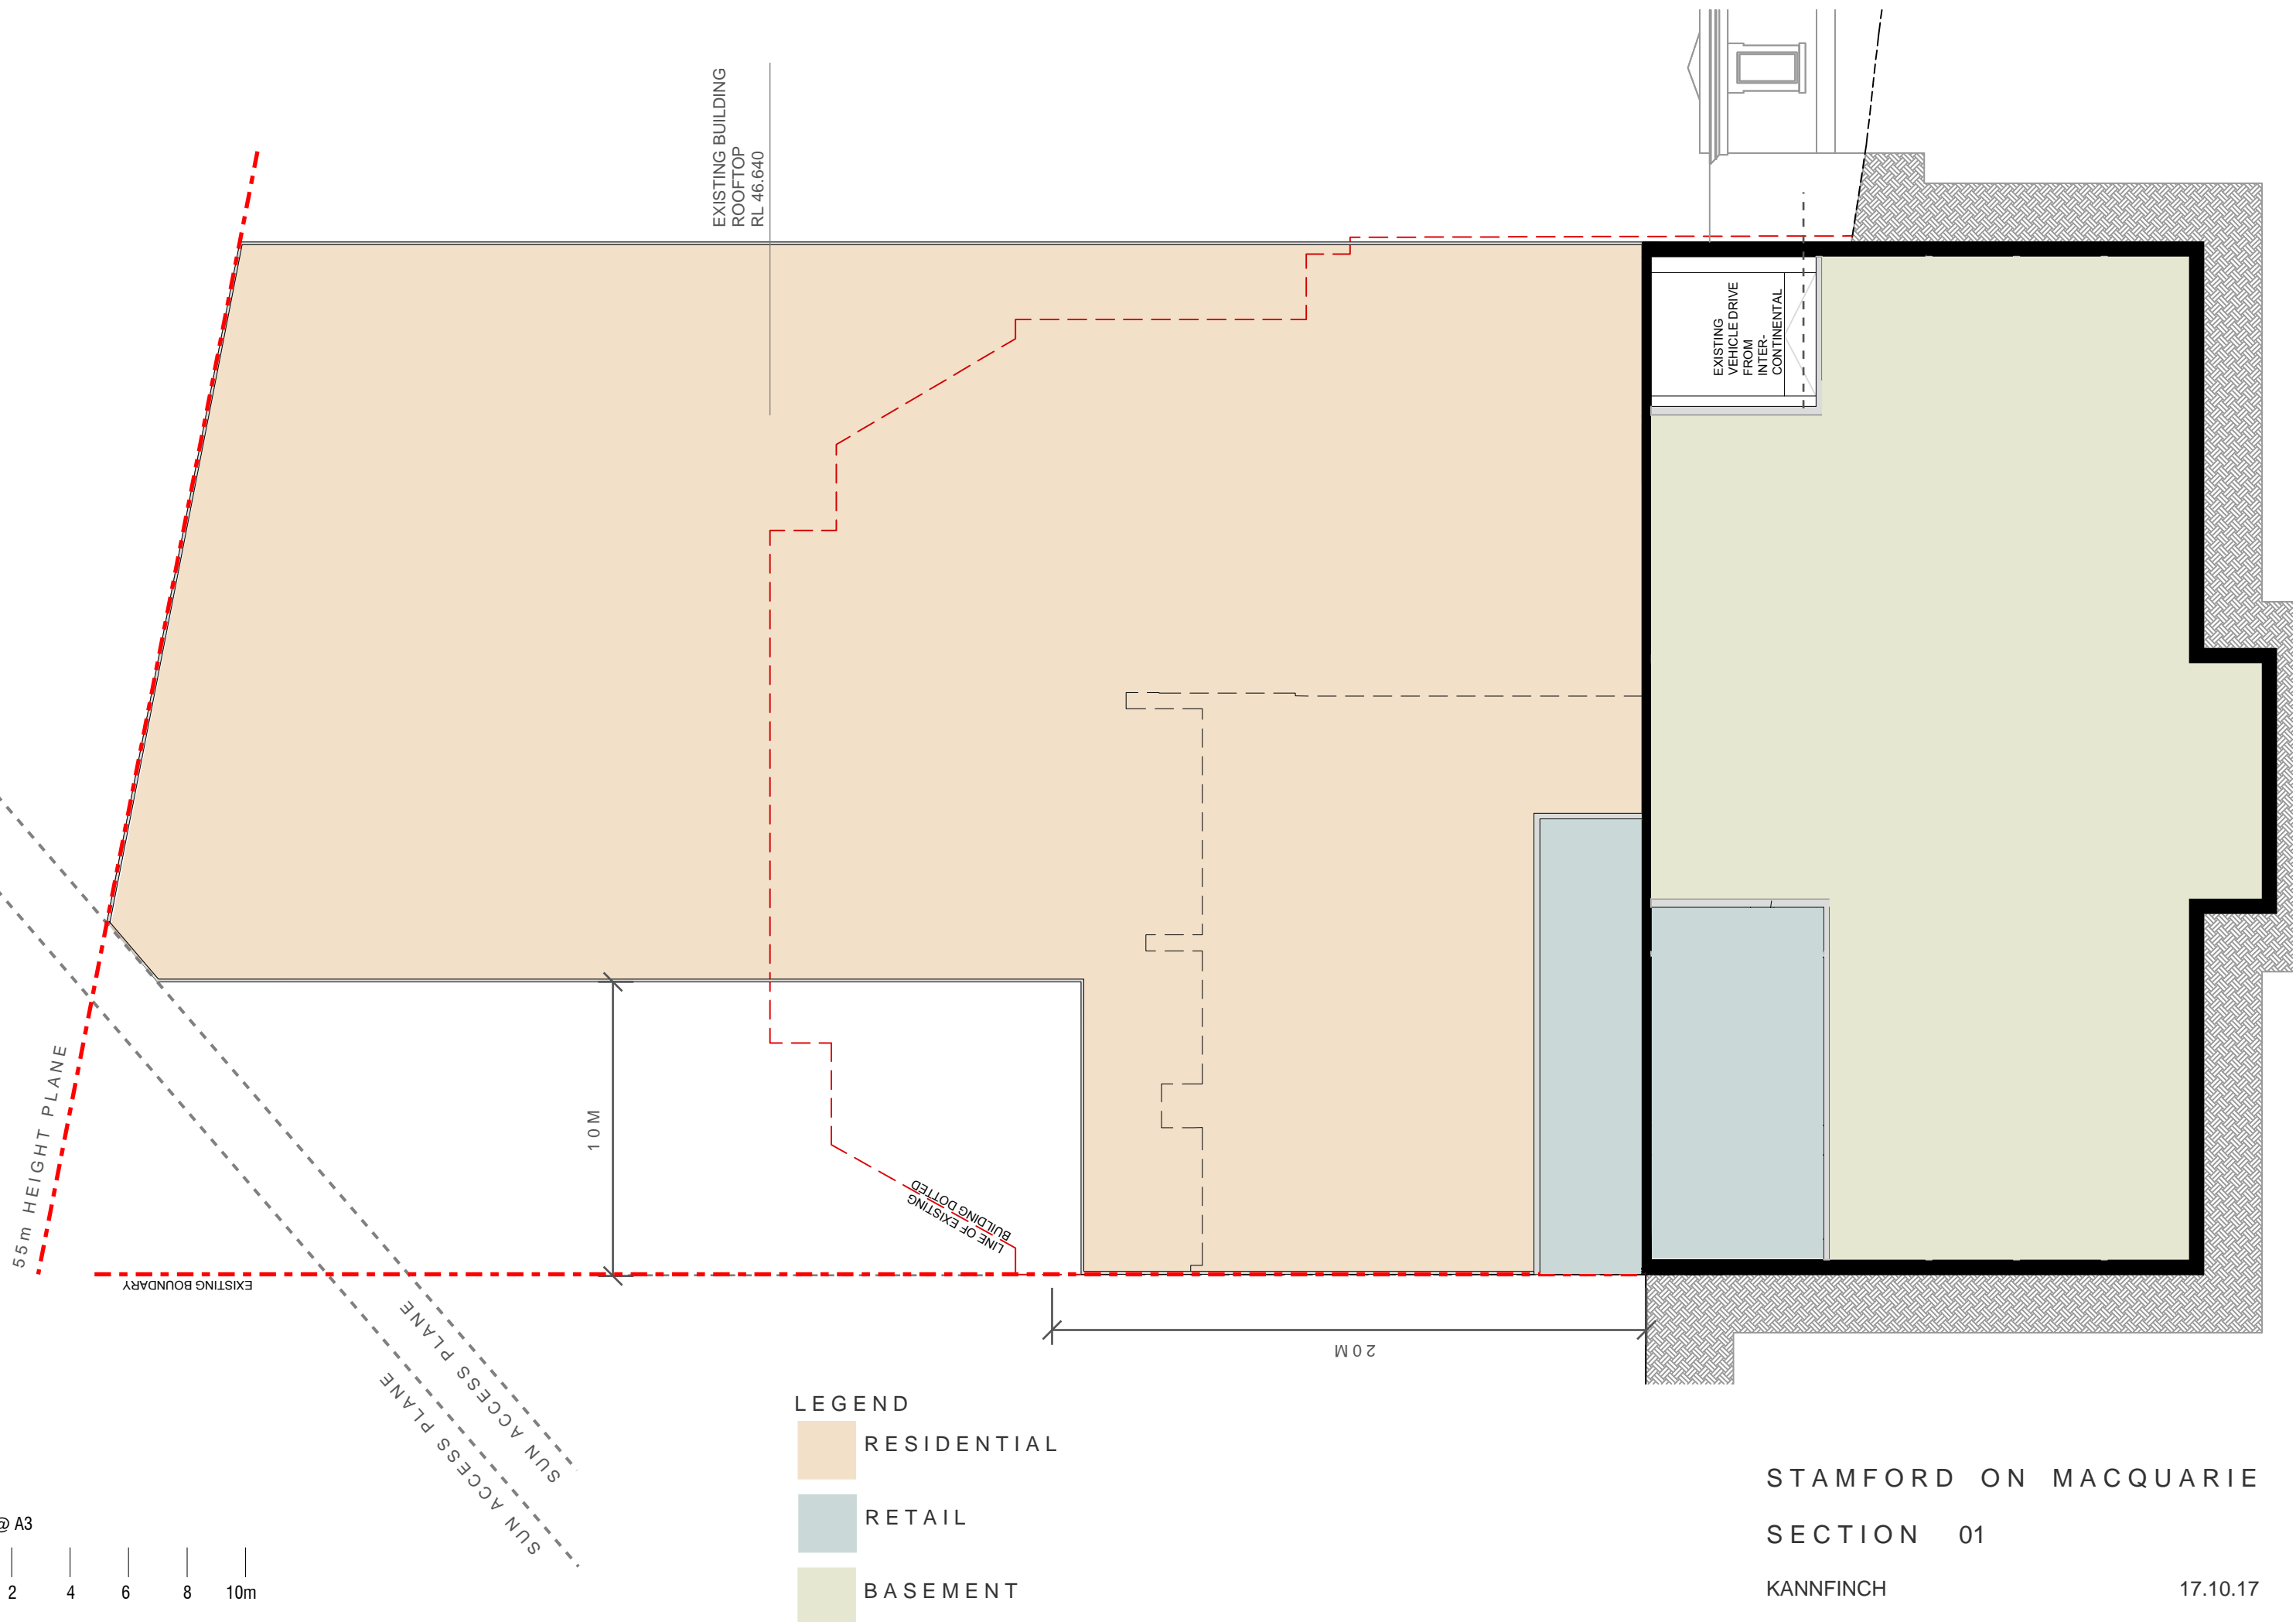 EXISTING BUILDING
ROOFTOP
RL 46.640
EXISTING
VEHICLE DRIVE
FROM
INTER-
CONTINENTAL
55m HEIGHT PLANE
10M
LINE OF EXISTING
BUILDING DOTTED
EXISTING BOUNDARY
SUN ACCESS PLANE
SUN ACCESS PLANE
20M
LEGEND
RESIDENTIAL
RETAIL
BASEMENT
@ A3
2 4 6 8 10m
STAMFORD ON MACQUARIE
SECTION 01
KANNFINCH 17.10.17